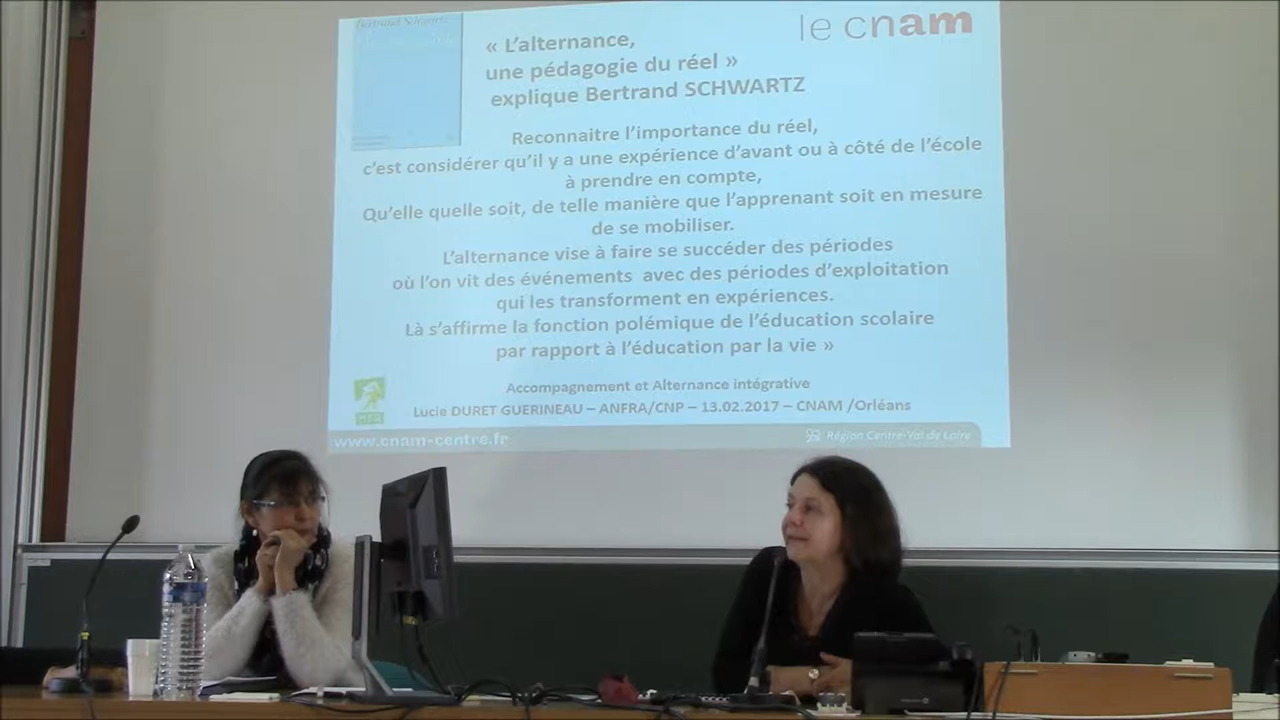 le cnam
« L'alternance,
une pédagogie du réel »
explique Bertrand SCHWARTZ
Reconnaitre l'importance du réel,
c'est considérer qu'il y a une expérience d'avant ou à côté de l'école
à prendre en compte,
Qu'elle quelle soit, de telle manière que l'apprenant soit en mesure
de se mobiliser.
L'alternance vise à faire se succéder des périodes
où l'on vit des événements avec des périodes d'exploitation
qui les transforment en expériences.
Là s'affirme la fonction polémique de l'éducation scolaire
par rapport à l'éducation par la vie »
Accompagnement et Alternance intégrative
Lucie DURET GUERINEAU – ANFRA/CNP – 13.02.2017 – CNAM /Orléans
www.cnam-centre.fr
Région Centre-Val de Loire